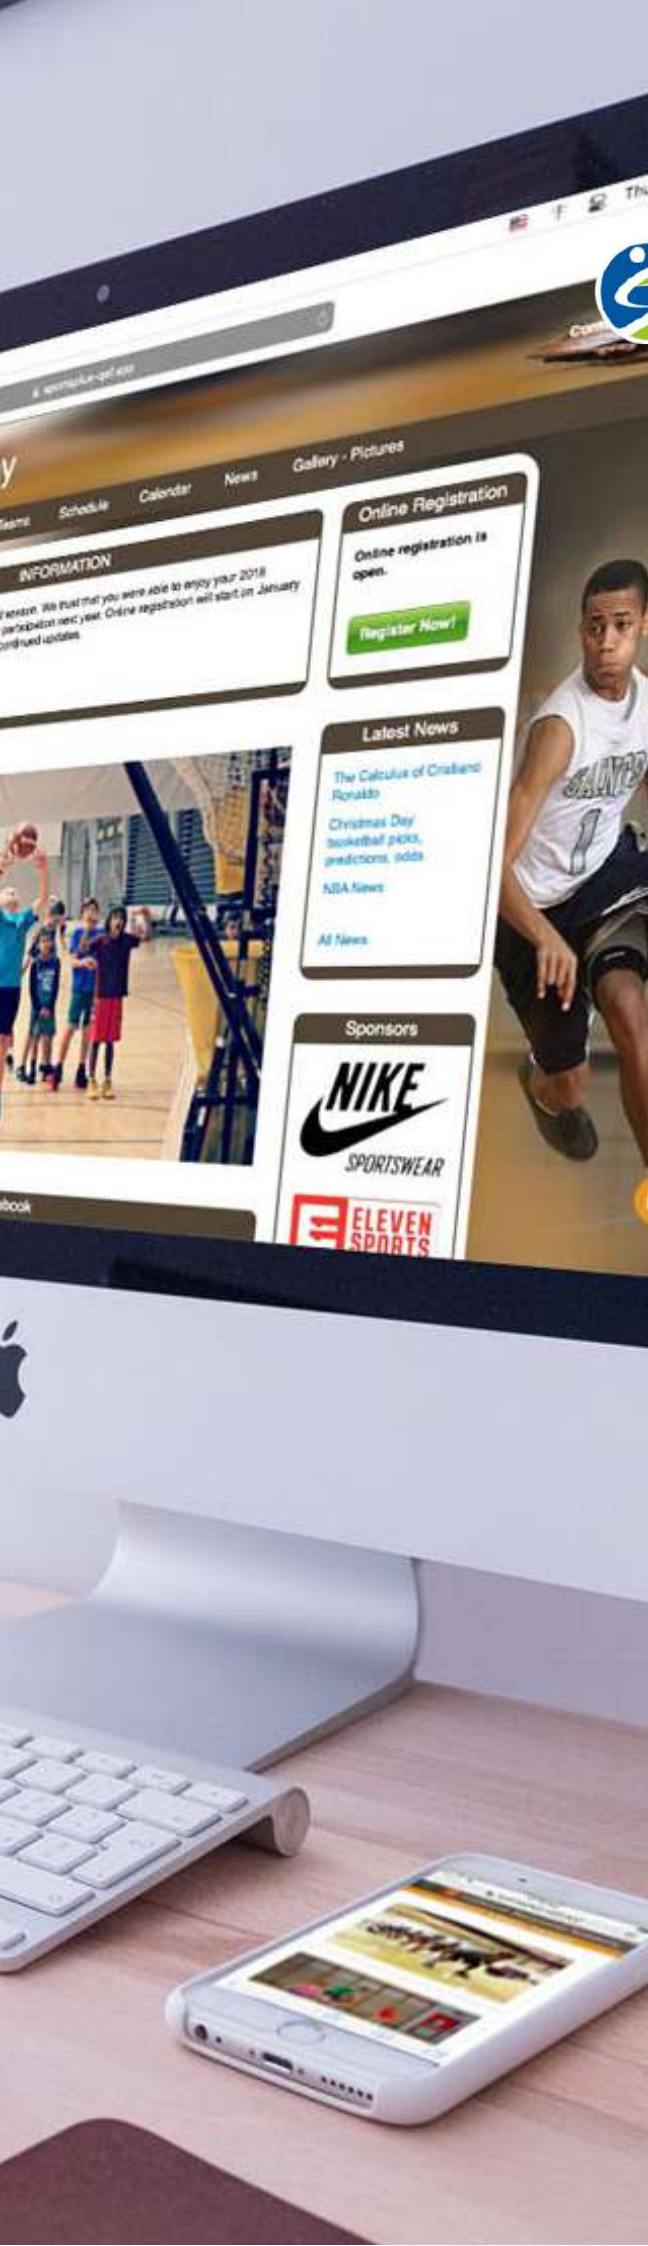 Gallery - Pictures
News
Calendar
Schedule
Teams
INFORMATION
season. We trust that you were able to enjoy your 2018
participation next year. Online registration will start on January
continued updates.
Online Registration
Online registration is
open.
Register Now!
Latest News
The Calculus of Cristiano
Ronaldo
Christmas Day
basketball picks,
predictions, odds
NBA News
All News
Sponsors
NIKE
SPORTSWEAR
ELEVEN
SPORTS
SAINTS
1